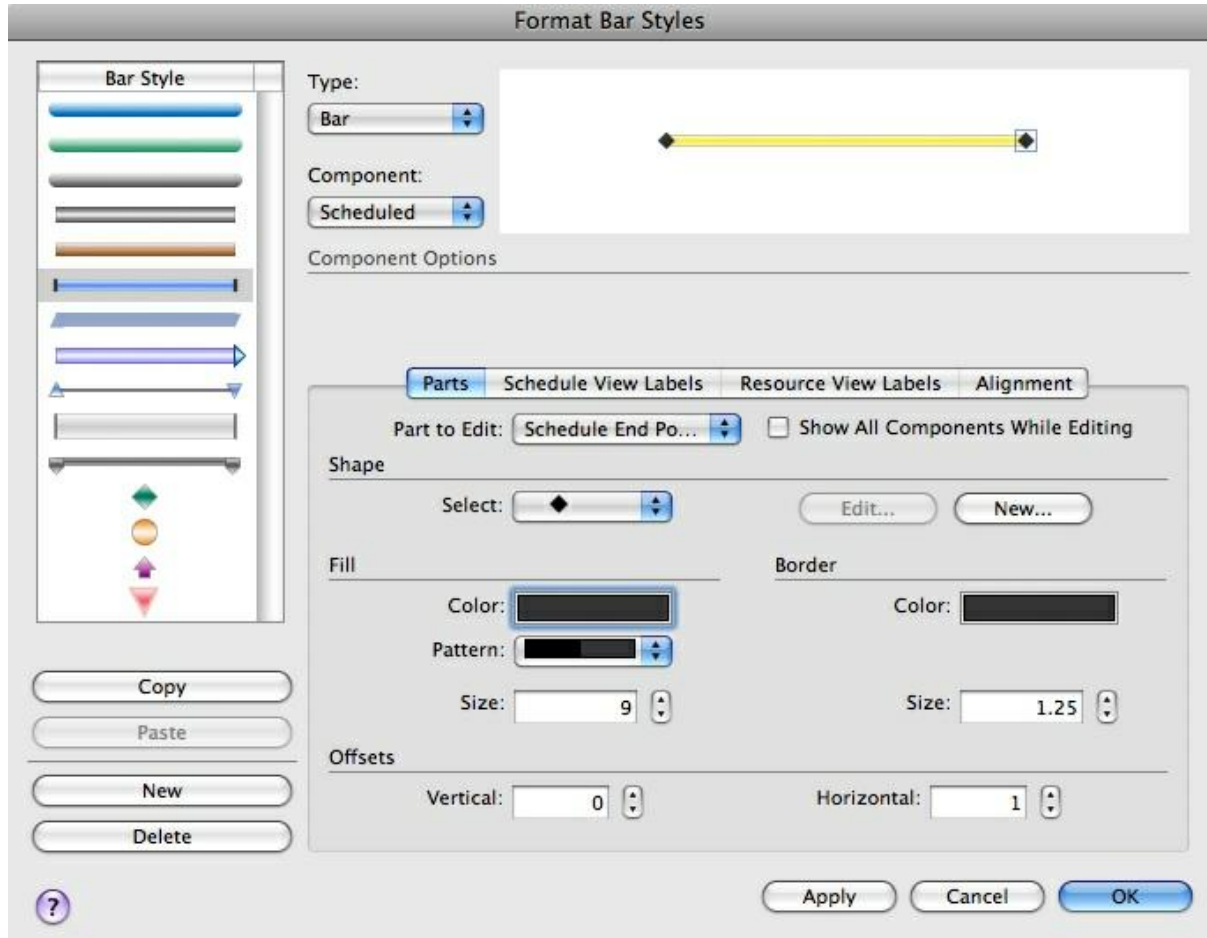 Format Bar Styles
Bar Style
Type:
Bar
Component:
Scheduled
Component Options
Parts Schedule View Labels Resource View Labels Alignment
Part to Edit: Schedule End Po... Show All Components While Editing
Shape
Select: Edit... New...
Fill Border
Color: Color:
Pattern:
Size: 9 Size: 1.25
Offsets
Vertical: 0 Horizontal: 1
Copy
Paste
New
Delete
? Apply Cancel OK